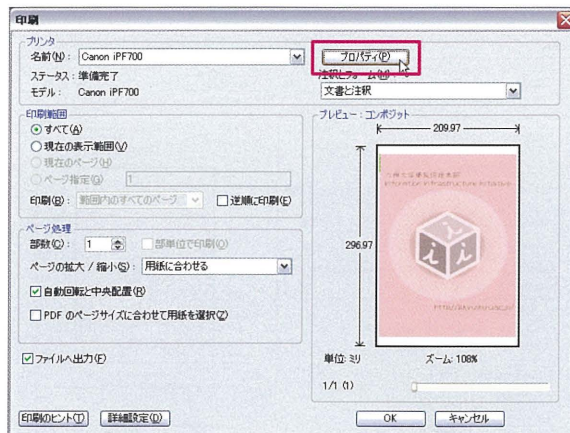 印刷
プリンタ
名前(N): Canon iPF700
プロパティ(P)
ステータス: 準備完了
注釈とフォーム(M):
モデル: Canon iPF700
文書と注釈
印刷範囲
すべて(A)
現在の表示範囲(V)
現在のページ(H)
ページ指定(G) 1
印刷(B): 範囲内のすべてのページ
逆順に印刷(E)
ページ処理
部数(C): 1
部単位で印刷(O)
ページの拡大 / 縮小(S): 用紙に合わせる
自動回転と中央配置(R)
PDF のページサイズに合わせて用紙を選択(Z)
ファイルへ出力(F)
プレビュー: コンポジット
209.97
Information Infrastructure Initiative
296.97
単位: ミリ
ズーム: 108%
1/1 (1)
印刷のヒント(T)
詳細設定(D)
OK
キャンセル